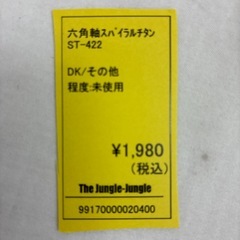 六角軸ｽﾊﾟｲﾗﾙチタン
ST-422
DK/その他
程度:未使用
¥1,980
(税込)
The Jungle-Jungle
99170000020400